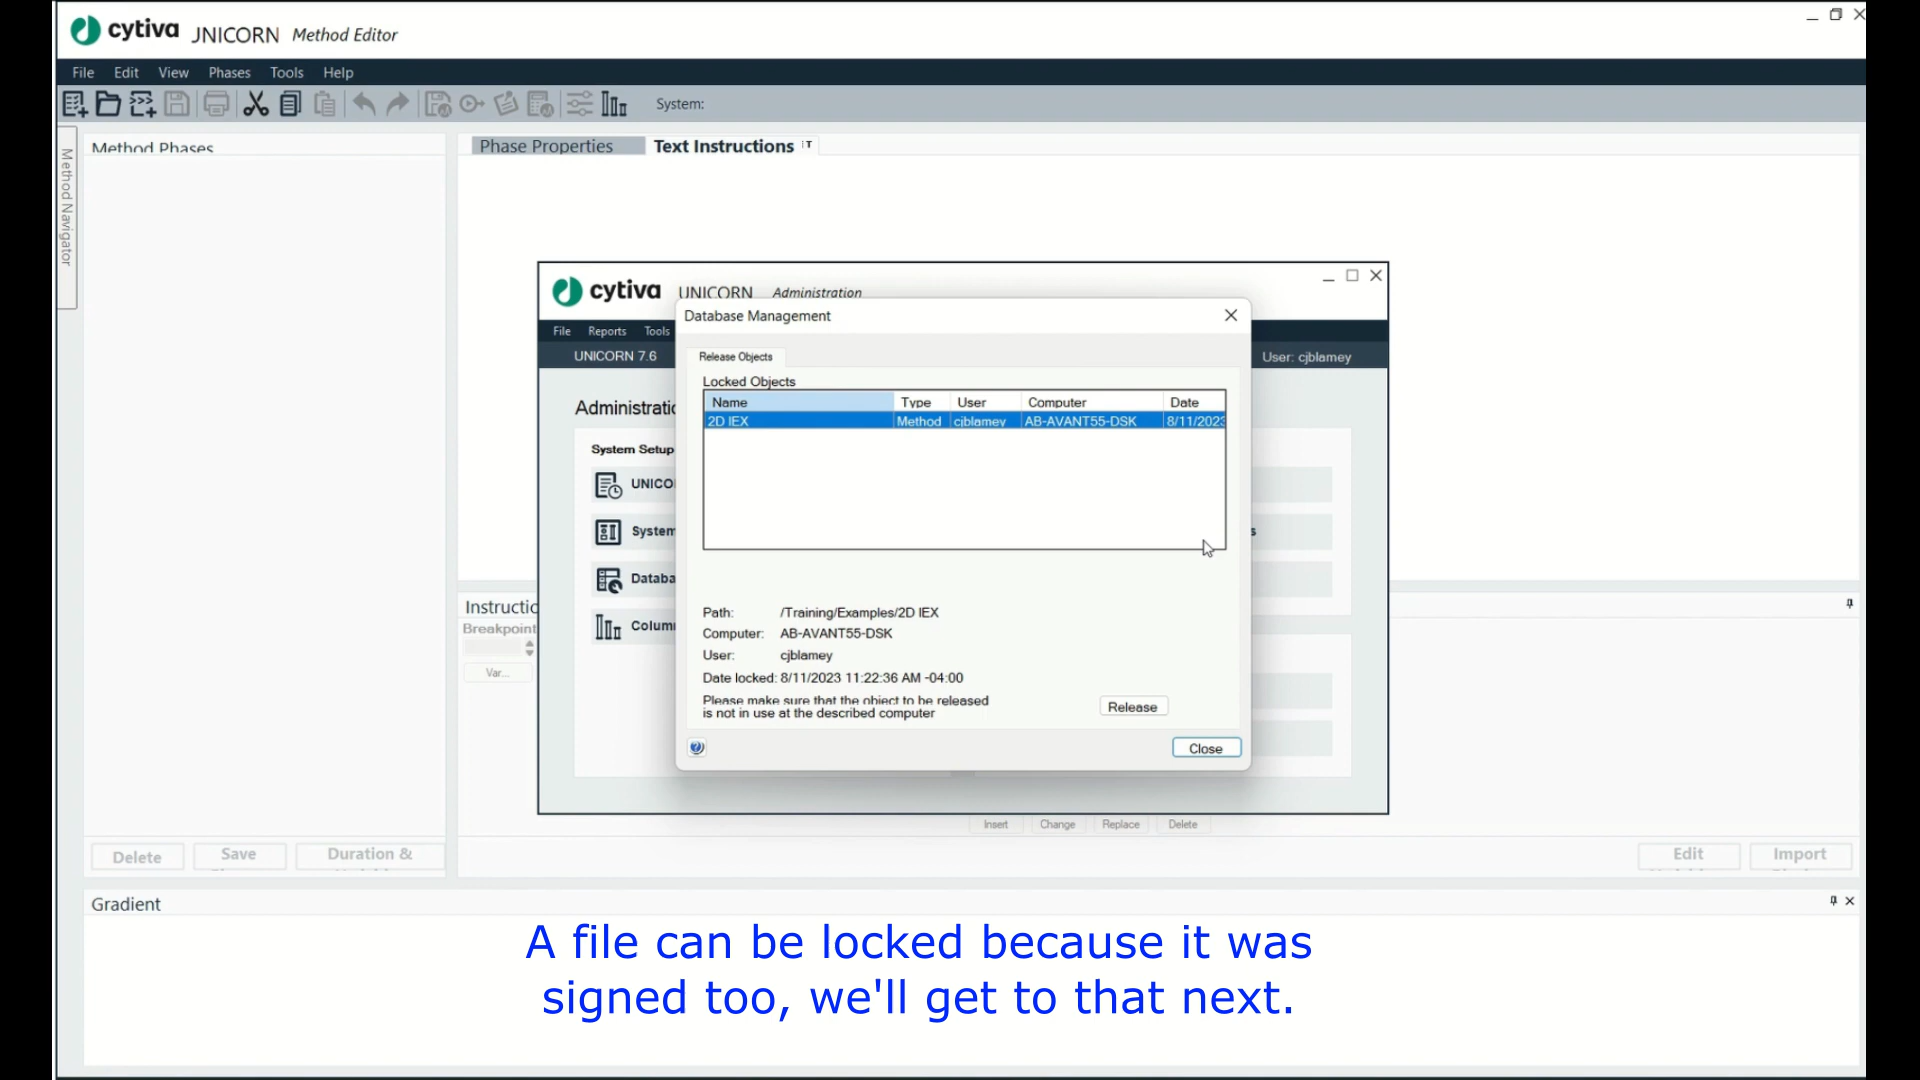 cytiva JNICORN Method Editor
File Edit View Phases Tools Help
System:
Method Navigator
Method Phases
Phase Properties Text Instructions
cytiva UNICORN Administration
Database Management
File Reports Tools
UNICORN 7.6
User: cjblamey
Release Objects
Locked Objects
Name Type User Computer Date
2D IEX Method cjblamey AB-AVANT55-DSK 8/11/2023
Administratio
System Setup
UNICO
System
Databa
Colum
s
Path: /Training/Examples/2D IEX
Computer: AB-AVANT55-DSK
User: cjblamey
Date locked: 8/11/2023 11:22:36 AM -04:00
Please make sure that the object to be released
is not in use at the described computer
Release
Close
Instructio
Breakpoint
Var...
Insert Change Replace Delete
Delete Save Duration &
Edit Import
Gradient
A file can be locked because it was
signed too, we'll get to that next.